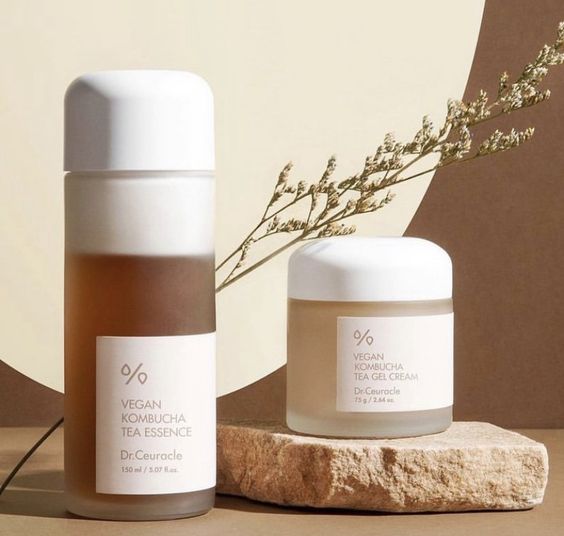 %
VEGAN
KOMBUCHA
TEA ESSENCE
Dr.Ceuracle
150 ml / 5.07 fl.oz.
%
VEGAN
KOMBUCHA
TEA GEL CREAM
Dr.Ceuracle
75 g / 2.64 oz.